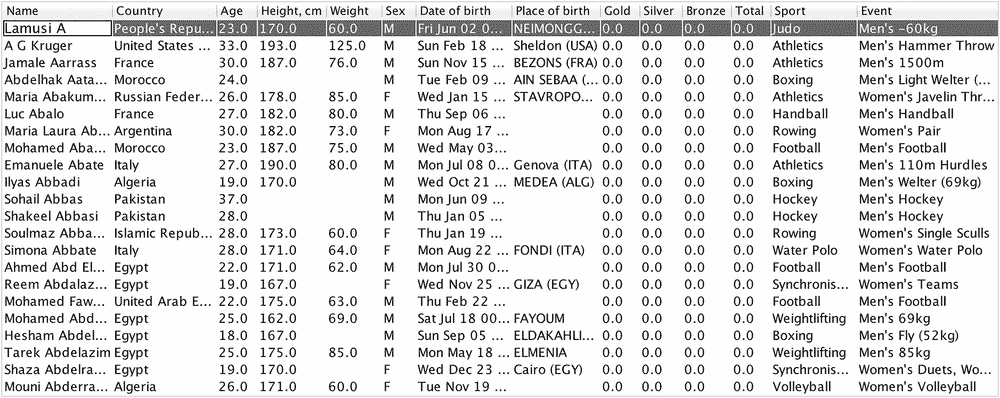 Name Country Age Height, cm Weight Sex Date of birth Place of birth Gold Silver Bronze Total Sport Event
Lamusi A People's Repu... 23.0 170.0 60.0 M Fri Jun 02 0... NEIMONGG... 0.0 0.0 0.0 0.0 Judo Men's -60kg
A G Kruger United States ... 33.0 193.0 125.0 M Sun Feb 18 ... Sheldon (USA) 0.0 0.0 0.0 0.0 Athletics Men's Hammer Throw
Jamale Aarrass France 30.0 187.0 76.0 M Sun Nov 15 ... BEZONS (FRA) 0.0 0.0 0.0 0.0 Athletics Men's 1500m
Abdelhak Aata... Morocco 24.0 M Tue Feb 09 ... AIN SEBAA (... 0.0 0.0 0.0 0.0 Boxing Men's Light Welter (...
Maria Abakum... Russian Feder... 26.0 178.0 85.0 F Wed Jan 15 ... STAVROPO... 0.0 0.0 0.0 0.0 Athletics Women's Javelin Thr...
Luc Abalo France 27.0 182.0 80.0 M Thu Sep 06 ... 0.0 0.0 0.0 0.0 Handball Men's Handball
Maria Laura Ab... Argentina 30.0 182.0 73.0 F Mon Aug 17 ... 0.0 0.0 0.0 0.0 Rowing Women's Pair
Mohamed Aba... Morocco 23.0 187.0 75.0 M Wed May 03... 0.0 0.0 0.0 0.0 Football Men's Football
Emanuele Abate Italy 27.0 190.0 80.0 M Mon Jul 08 0... Genova (ITA) 0.0 0.0 0.0 0.0 Athletics Men's 110m Hurdles
Ilyas Abbadi Algeria 19.0 170.0 M Wed Oct 21 ... MEDEA (ALG) 0.0 0.0 0.0 0.0 Boxing Men's Welter (69kg)
Sohail Abbas Pakistan 37.0 M Mon Jun 09 ... 0.0 0.0 0.0 0.0 Hockey Men's Hockey
Shakeel Abbasi Pakistan 28.0 M Thu Jan 05 ... 0.0 0.0 0.0 0.0 Hockey Men's Hockey
Soulmaz Abba... Islamic Repub... 28.0 173.0 60.0 F Thu Jan 19 ... 0.0 0.0 0.0 0.0 Rowing Women's Single Sculls
Simona Abbate Italy 28.0 171.0 64.0 F Mon Aug 22 ... FONDI (ITA) 0.0 0.0 0.0 0.0 Water Polo Women's Water Polo
Ahmed Abd El... Egypt 22.0 171.0 62.0 M Mon Jul 30 0... 0.0 0.0 0.0 0.0 Football Men's Football
Reem Abdalaz... Egypt 19.0 167.0 F Wed Nov 25 ... GIZA (EGY) 0.0 0.0 0.0 0.0 Synchronis... Women's Teams
Mohamed Faw... United Arab E... 22.0 175.0 63.0 M Thu Feb 22 ... 0.0 0.0 0.0 0.0 Football Men's Football
Mohamed Abd... Egypt 25.0 162.0 69.0 M Sat Jul 18 00... FAYOUM 0.0 0.0 0.0 0.0 Weightlifting Men's 69kg
Hesham Abdel... Egypt 18.0 167.0 M Sun Sep 05 ... ELDAKAHLI... 0.0 0.0 0.0 0.0 Boxing Men's Fly (52kg)
Tarek Abdelazim Egypt 25.0 175.0 85.0 M Mon May 18 ... ELMENIA 0.0 0.0 0.0 0.0 Weightlifting Men's 85kg
Shaza Abdelra... Egypt 19.0 170.0 F Wed Dec 23 ... Cairo (EGY) 0.0 0.0 0.0 0.0 Synchronis... Women's Duets, Wo...
Mouni Abderra... Algeria 26.0 171.0 60.0 F Tue Nov 19 ... 0.0 0.0 0.0 0.0 Volleyball Women's Volleyball